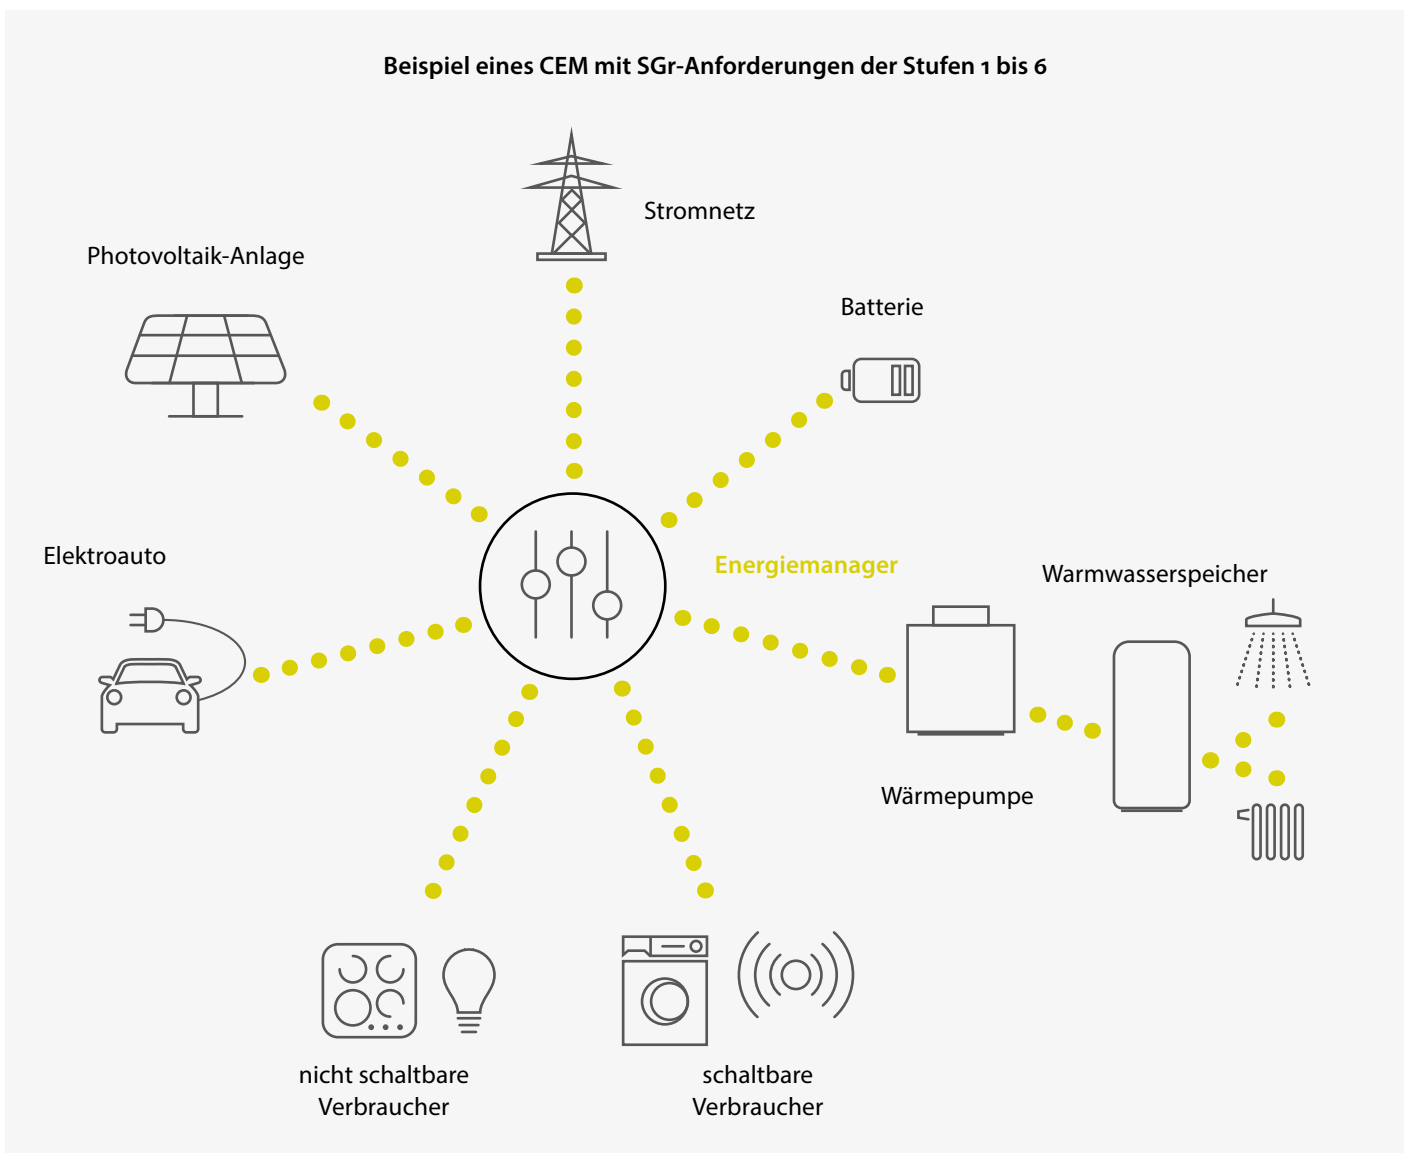 Beispiel eines CEM mit SGr-Anforderungen der Stufen 1 bis 6
Stromnetz
Photovoltaik-Anlage
Batterie
Elektroauto
Energiemanager
Warmwasserspeicher
Wärmepumpe
nicht schaltbare
Verbraucher
schaltbare
Verbraucher